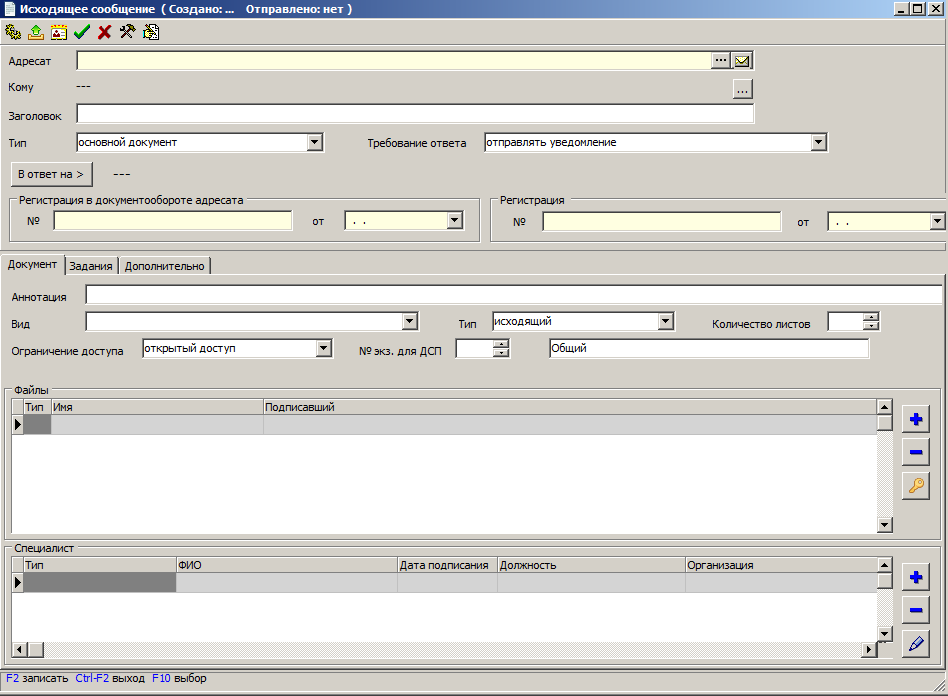 Исходящее сообщение ( Создано: ... Отправлено: нет )
Адресат ...
Кому --- ...
Заголовок
Тип основной документ Требование ответа отправлять уведомление
В ответ на > ---
Регистрация в документообороте адресата Регистрация
№ от . . № от . .
Документ Задания Дополнительно
Аннотация
Вид Тип исходящий Количество листов
Ограничение доступа открытый доступ № экз. для ДСП Общий
Файлы
Тип Имя Подписавший
Специалист
Тип ФИО Дата подписания Должность Организация
F2 записать Ctrl-F2 выход F10 выбор